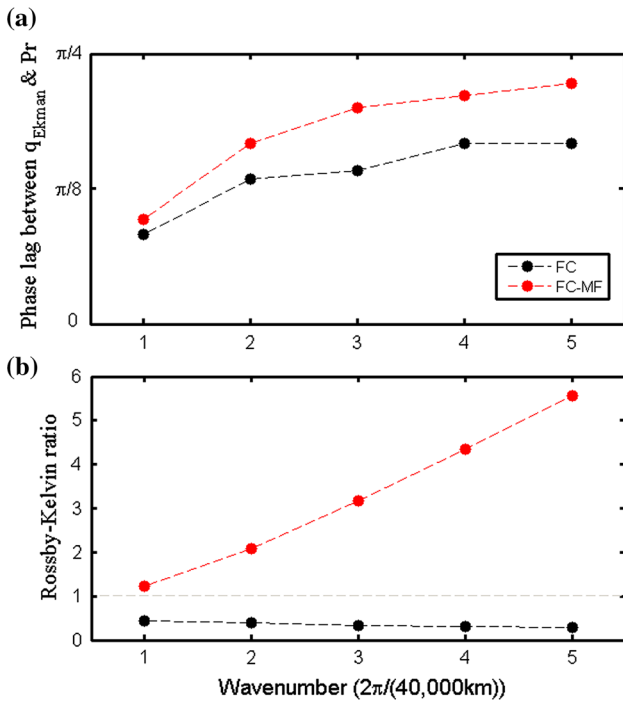 (a)
Phase lag between q_Ekman & Pr
π/4
π/8
0
FC
FC-MF
1 2 3 4 5
(b)
Rossby-Kelvin ratio
6
5
4
3
2
1
0
1 2 3 4 5
Wavenumber (2π/(40,000km))